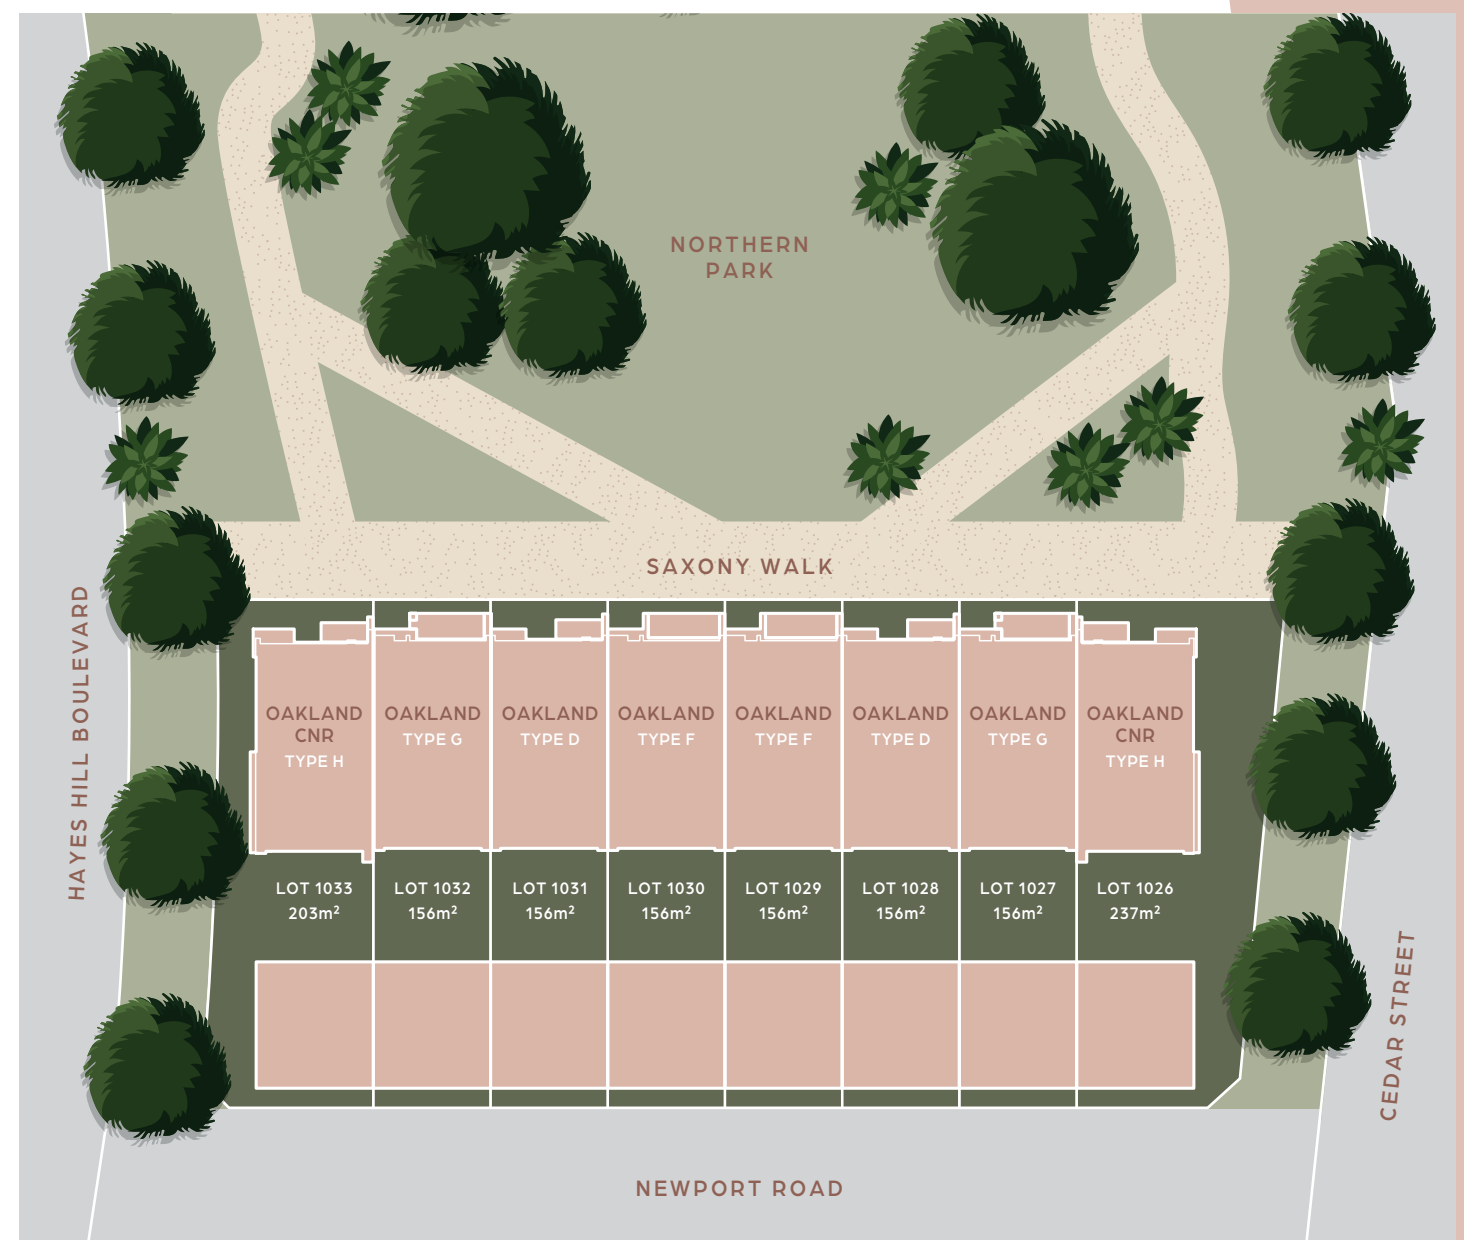 NORTHERN
PARK
SAXONY WALK
HAYES HILL BOULEVARD
OAKLAND
CNR
TYPE H
OAKLAND
TYPE G
OAKLAND
TYPE D
OAKLAND
TYPE F
OAKLAND
TYPE F
OAKLAND
TYPE D
OAKLAND
TYPE G
OAKLAND
CNR
TYPE H
LOT 1033
203m²
LOT 1032
156m²
LOT 1031
156m²
LOT 1030
156m²
LOT 1029
156m²
LOT 1028
156m²
LOT 1027
156m²
LOT 1026
237m²
CEDAR STREET
NEWPORT ROAD